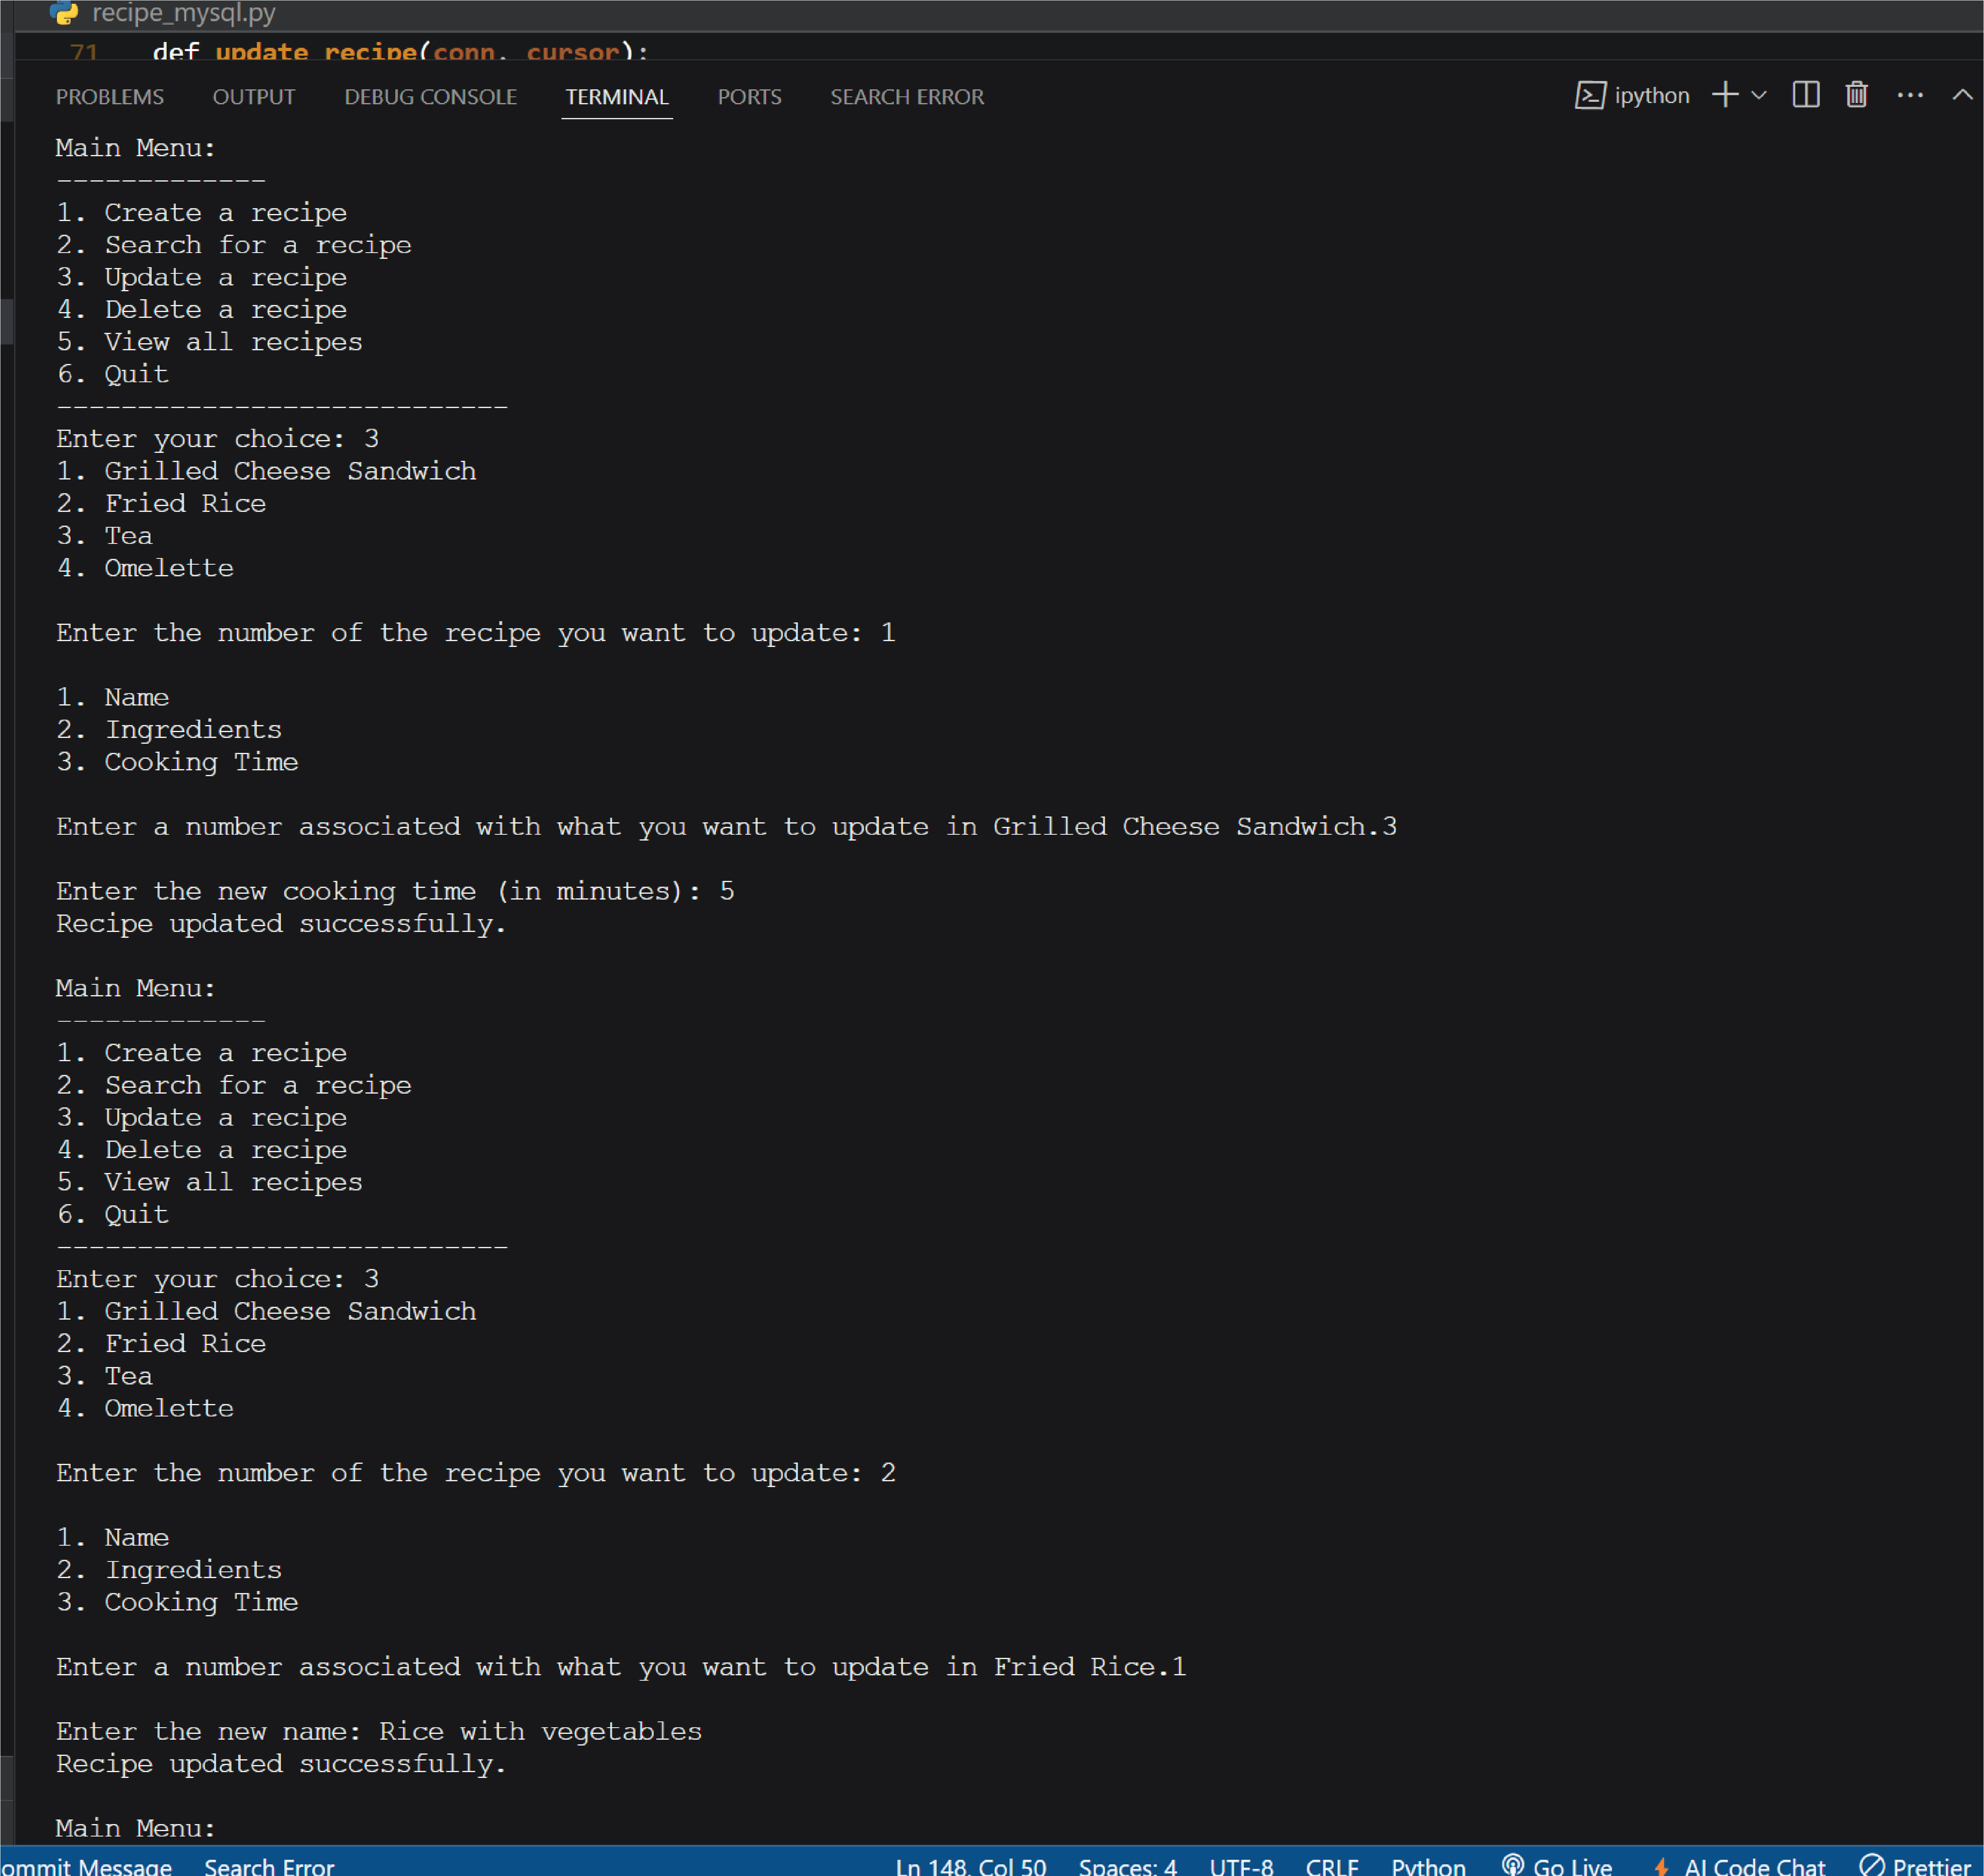 recipe_mysql.py
71 def update_recipe(conn, cursor):
PROBLEMS OUTPUT DEBUG CONSOLE TERMINAL PORTS SEARCH ERROR ipython
Main Menu:
-------------
1. Create a recipe
2. Search for a recipe
3. Update a recipe
4. Delete a recipe
5. View all recipes
6. Quit
----------------------------
Enter your choice: 3
1. Grilled Cheese Sandwich
2. Fried Rice
3. Tea
4. Omelette
Enter the number of the recipe you want to update: 1
1. Name
2. Ingredients
3. Cooking Time
Enter a number associated with what you want to update in Grilled Cheese Sandwich.3
Enter the new cooking time (in minutes): 5
Recipe updated successfully.
Main Menu:
-------------
1. Create a recipe
2. Search for a recipe
3. Update a recipe
4. Delete a recipe
5. View all recipes
6. Quit
----------------------------
Enter your choice: 3
1. Grilled Cheese Sandwich
2. Fried Rice
3. Tea
4. Omelette
Enter the number of the recipe you want to update: 2
1. Name
2. Ingredients
3. Cooking Time
Enter a number associated with what you want to update in Fried Rice.1
Enter the new name: Rice with vegetables
Recipe updated successfully.
Main Menu:
ommit Message Search Error Ln 148, Col 50 Spaces: 4 UTF-8 CRLF Python Go Live AI Code Chat Prettier